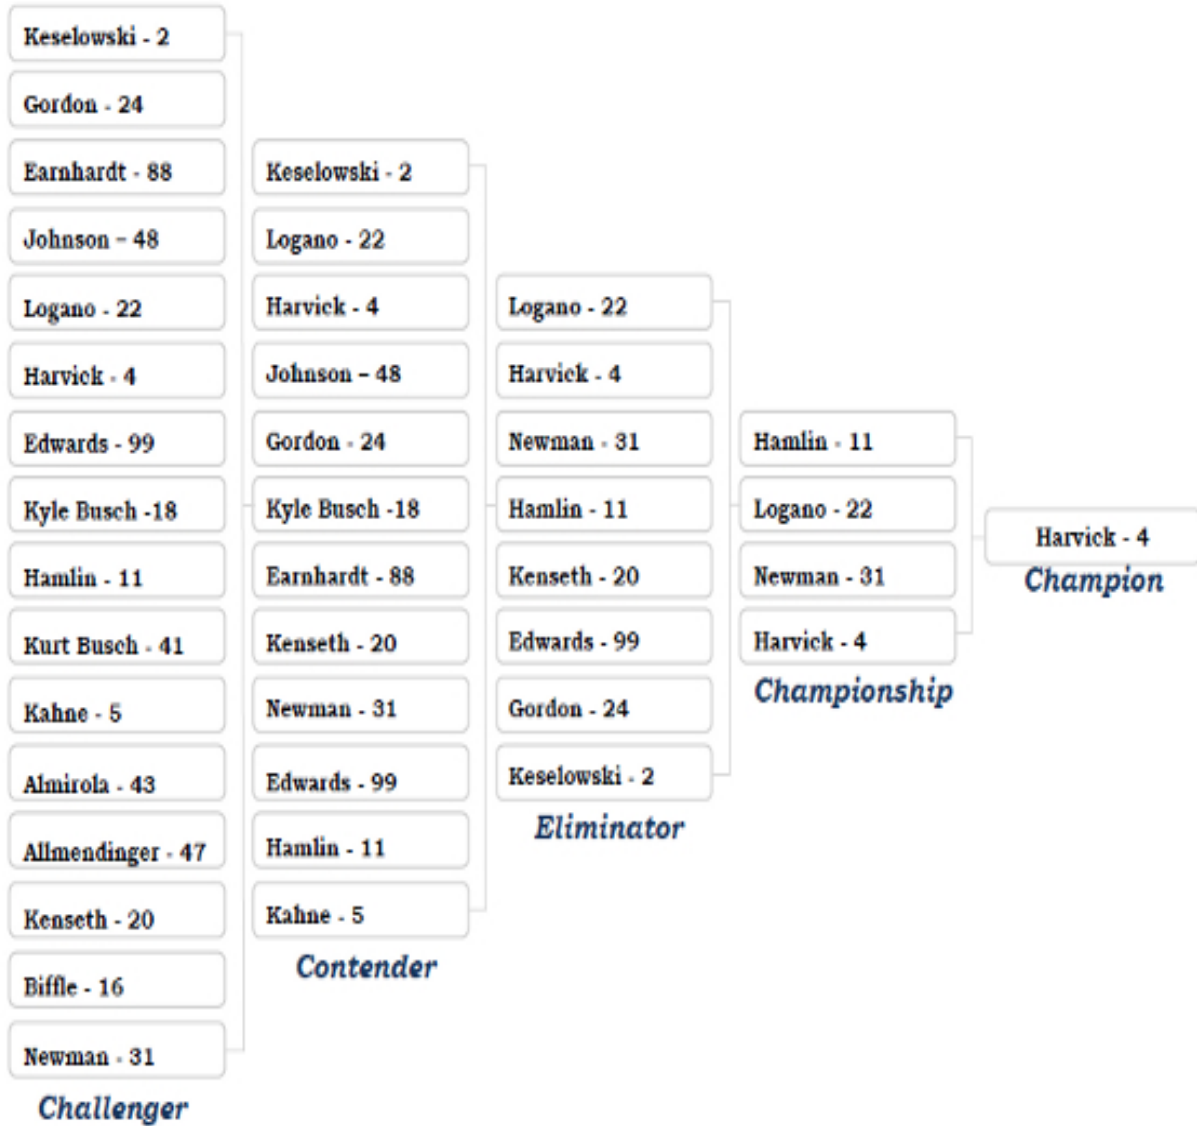 Keselowski - 2
Gordon - 24
Earnhardt - 88
Johnson – 48
Logano - 22
Harvick - 4
Edwards - 99
Kyle Busch -18
Hamlin - 11
Kurt Busch - 41
Kahne - 5
Almirola - 43
Allmendinger - 47
Kenseth - 20
Biffle - 16
Newman - 31
Challenger
Keselowski - 2
Logano - 22
Harvick - 4
Johnson – 48
Gordon - 24
Kyle Busch -18
Earnhardt - 88
Kenseth - 20
Newman - 31
Edwards - 99
Hamlin - 11
Kahne - 5
Contender
Logano - 22
Harvick - 4
Newman - 31
Hamlin - 11
Kenseth - 20
Edwards - 99
Gordon - 24
Keselowski - 2
Eliminator
Hamlin - 11
Logano - 22
Newman - 31
Harvick - 4
Championship
Harvick - 4
Champion